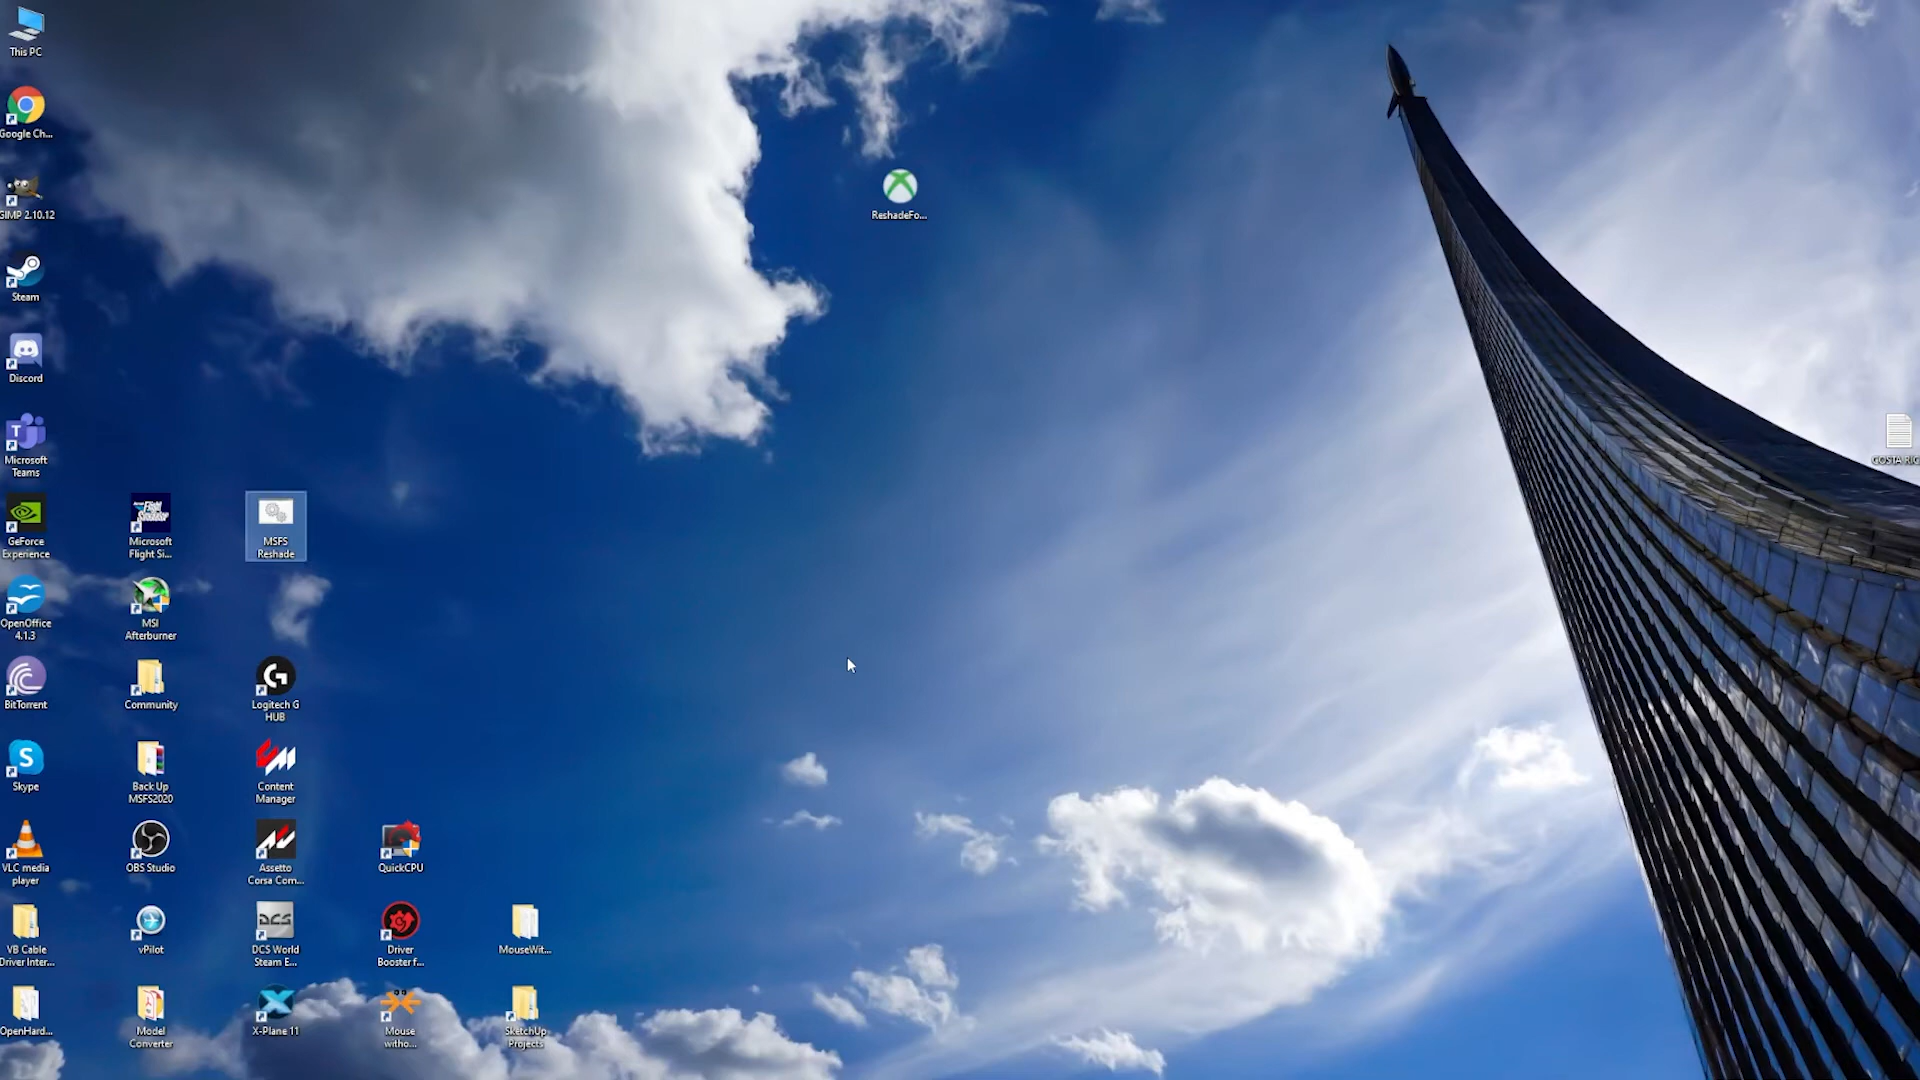 This PC
Google Ch...
GIMP 2.10.12
Steam
Discord
Microsoft
Teams
GeForce
Experience
OpenOffice
4.1.3
BitTorrent
Skype
VLC media
player
VB Cable
Driver Inter...
OpenHard...
Microsoft
Flight Si...
MSI
Afterburner
Community
Back Up
MSFS2020
OBS Studio
vPilot
Model
Converter
MSFS
Reshade
Logitech G
HUB
Content
Manager
Assetto
Corsa Com...
DCS
DCS World
Steam E...
X-Plane 11
QuickCPU
Driver
Booster f...
Mouse
witho...
MouseWit...
SketchUp
Projects
ReshadeFo...
COSTA RIC